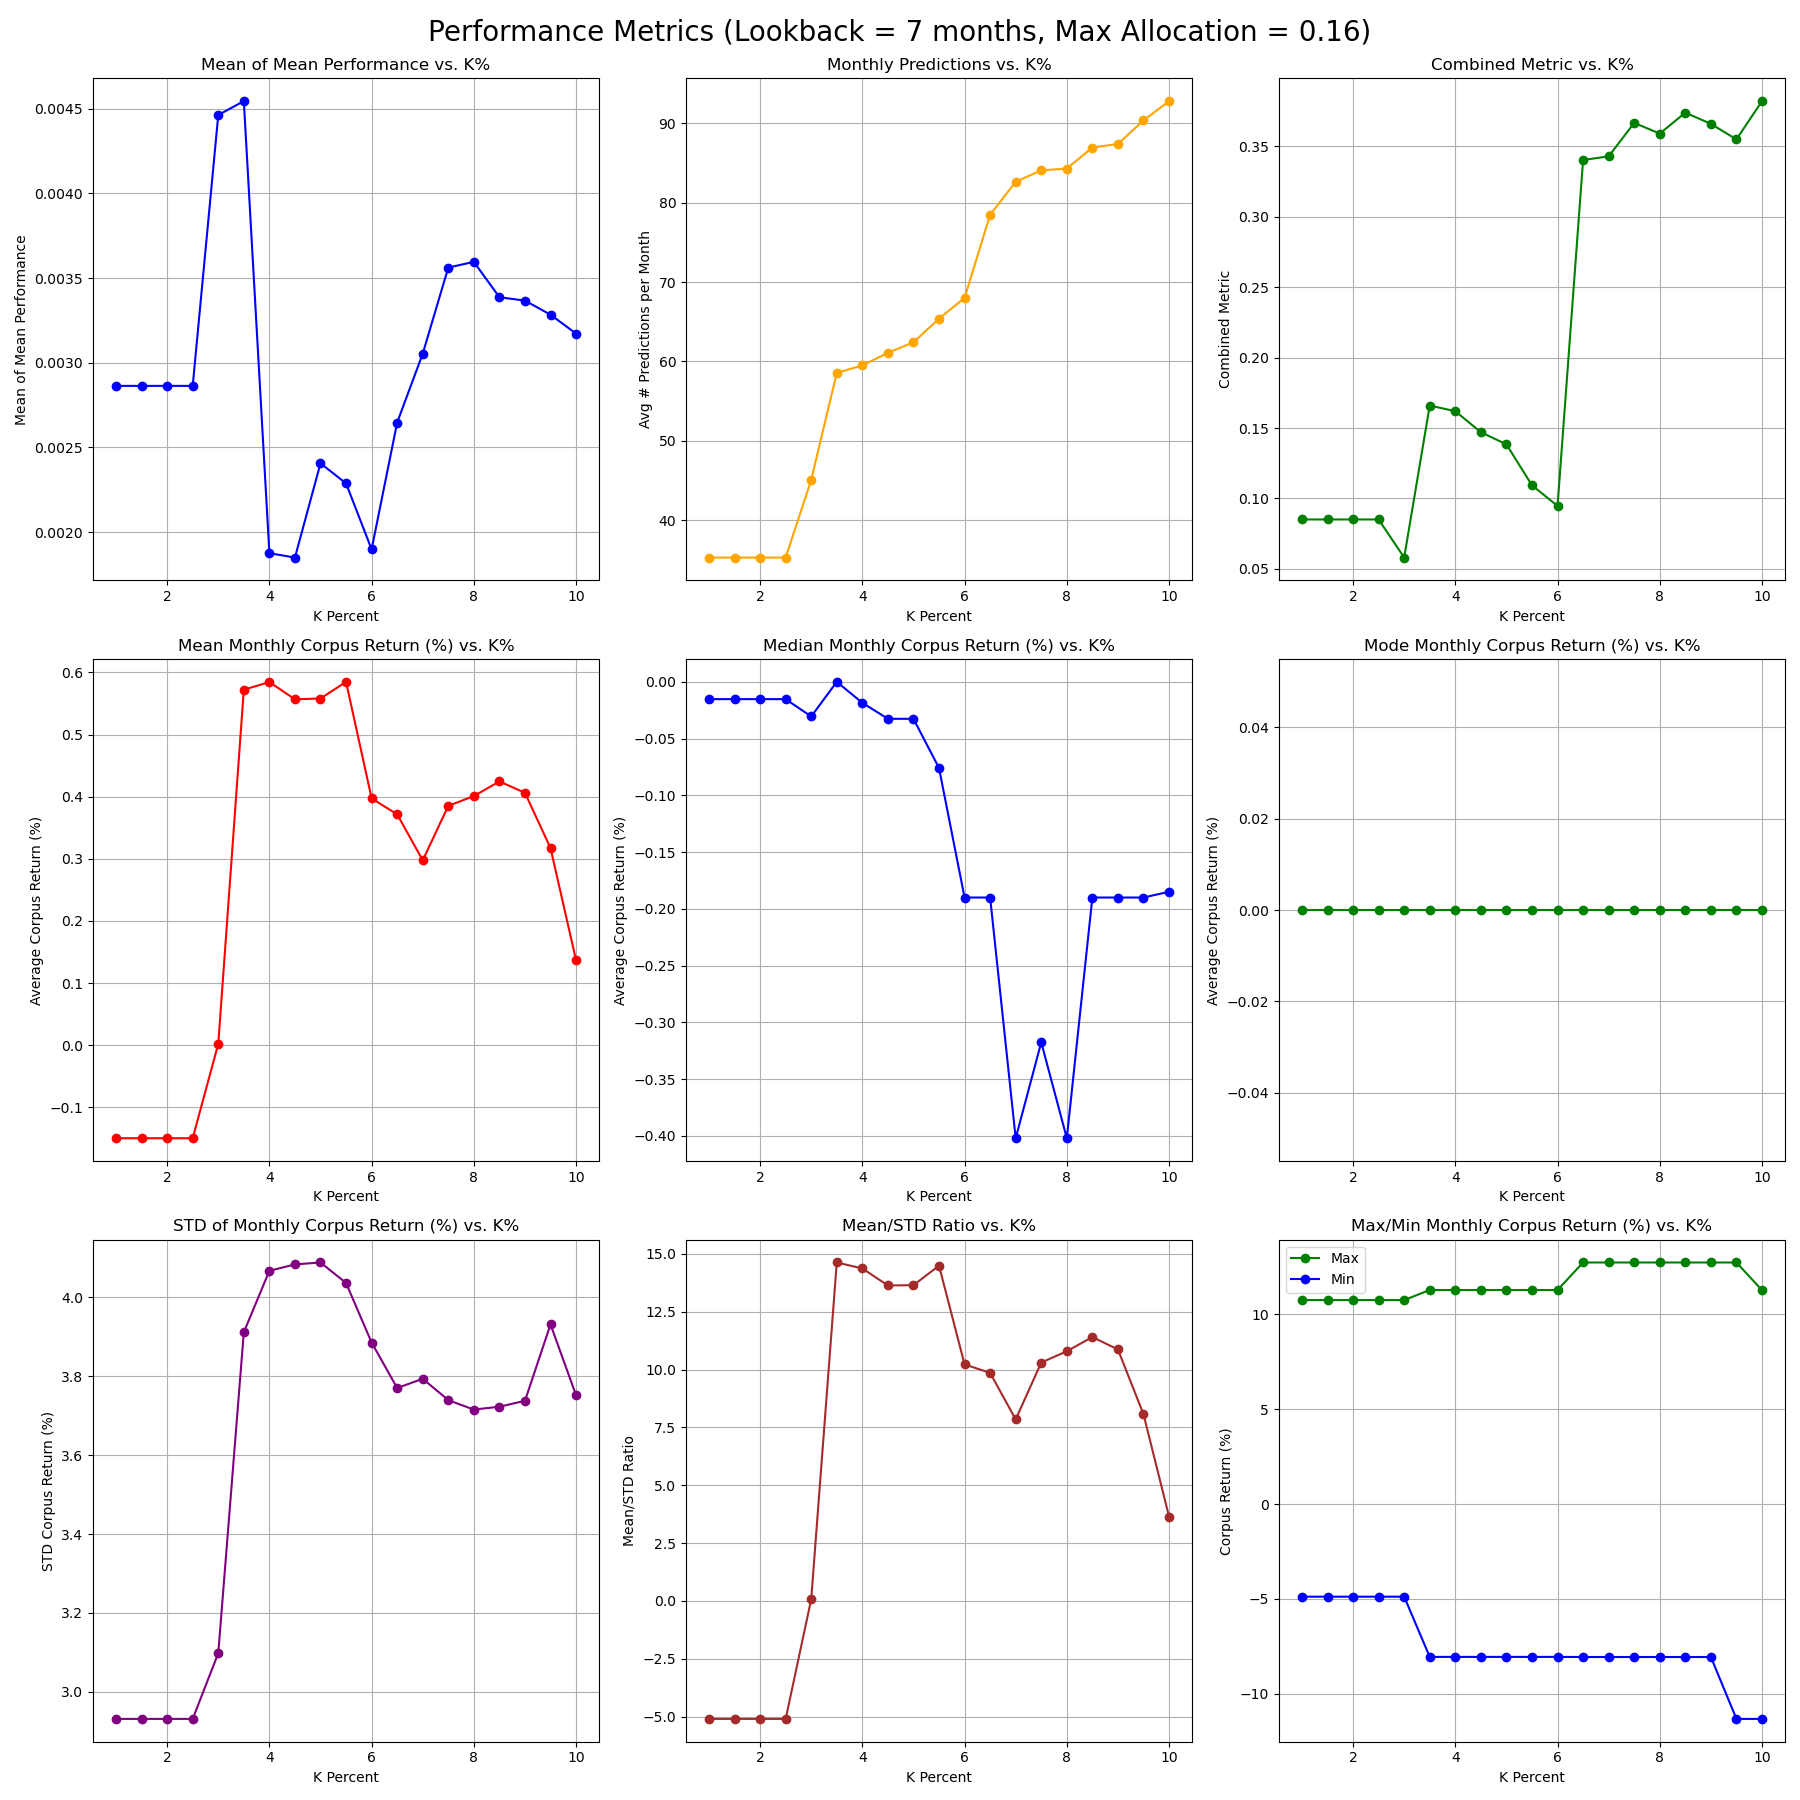 Performance Metrics (Lookback = 7 months, Max Allocation = 0.16)
Mean of Mean Performance vs. K%
Mean of Mean Performance
0.0045
0.0040
0.0035
0.0030
0.0025
0.0020
2 4 6 8 10
K Percent
Monthly Predictions vs. K%
Avg # Predictions per Month
90
80
70
60
50
40
2 4 6 8 10
K Percent
Combined Metric vs. K%
Combined Metric
0.35
0.30
0.25
0.20
0.15
0.10
0.05
2 4 6 8 10
K Percent
Mean Monthly Corpus Return (%) vs. K%
Average Corpus Return (%)
0.6
0.5
0.4
0.3
0.2
0.1
0.0
−0.1
2 4 6 8 10
K Percent
Median Monthly Corpus Return (%) vs. K%
Average Corpus Return (%)
0.00
−0.05
−0.10
−0.15
−0.20
−0.25
−0.30
−0.35
−0.40
2 4 6 8 10
K Percent
Mode Monthly Corpus Return (%) vs. K%
Average Corpus Return (%)
0.04
0.02
0.00
−0.02
−0.04
2 4 6 8 10
K Percent
STD of Monthly Corpus Return (%) vs. K%
STD Corpus Return (%)
4.0
3.8
3.6
3.4
3.2
3.0
2 4 6 8 10
K Percent
Mean/STD Ratio vs. K%
Mean/STD Ratio
15.0
12.5
10.0
7.5
5.0
2.5
0.0
−2.5
−5.0
2 4 6 8 10
K Percent
Max/Min Monthly Corpus Return (%) vs. K%
Max
Min
Corpus Return (%)
10
5
0
−5
−10
2 4 6 8 10
K Percent